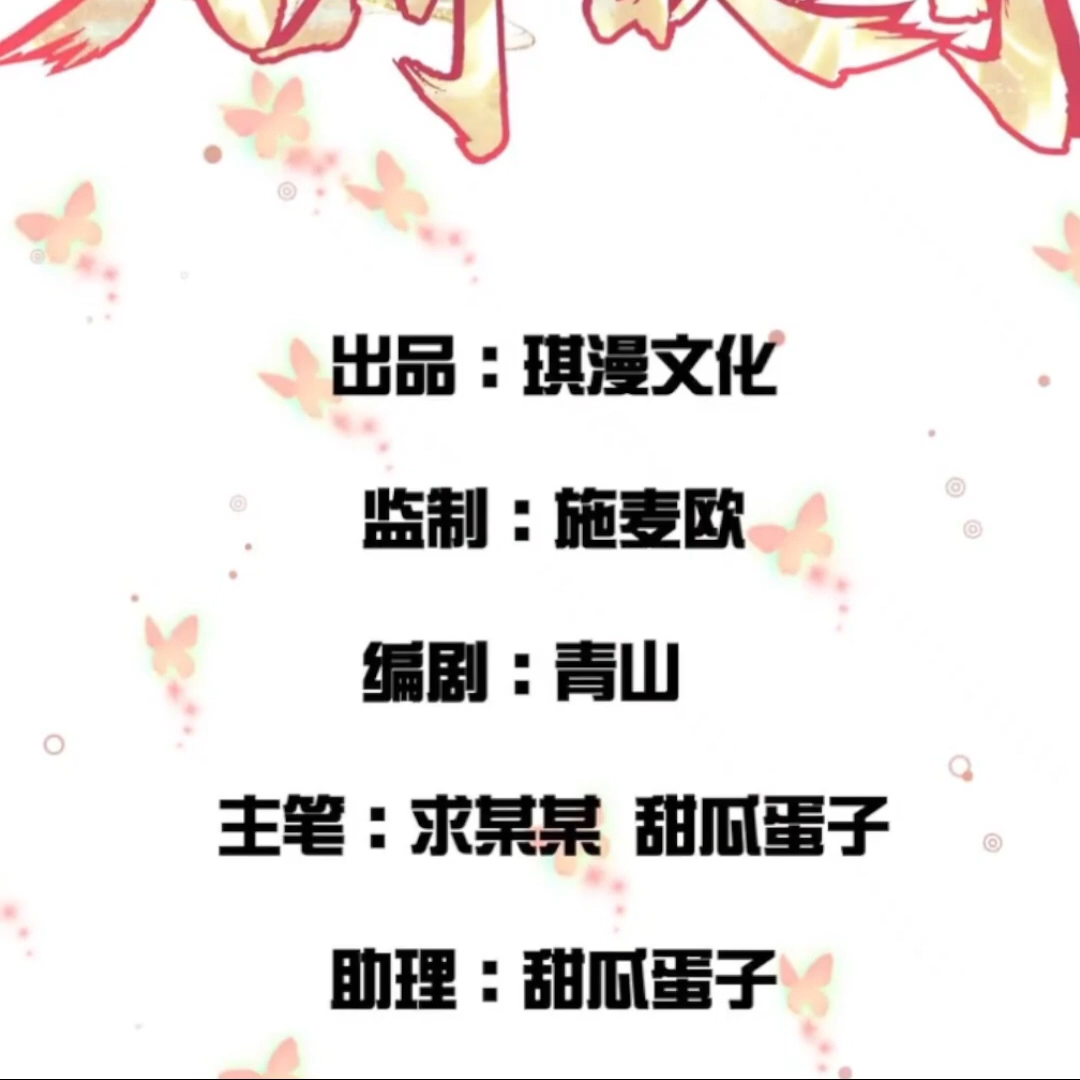 出品：琪漫文化
监制：施麦欧
编剧：青山
主笔：求某某 甜瓜蛋子
助理：甜瓜蛋子